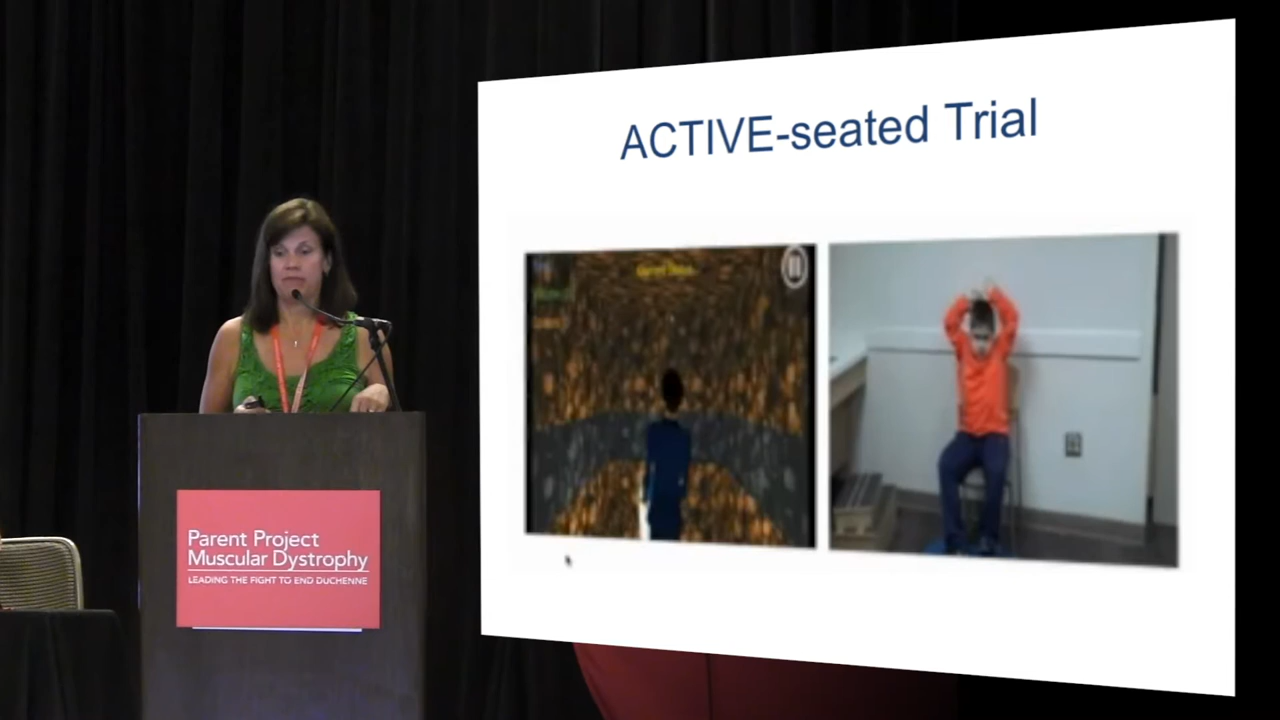 ACTIVE-seated Trial
Parent Project
Muscular Dystrophy
LEADING THE FIGHT TO END DUCHENNE